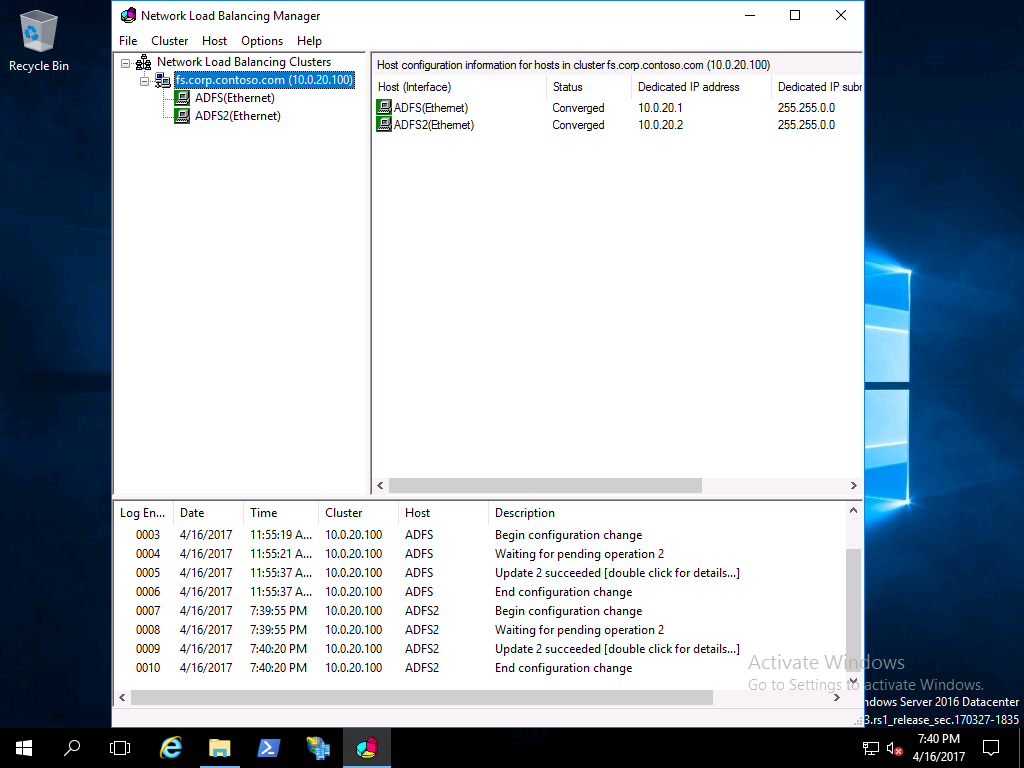 Recycle Bin
Network Load Balancing Manager
File Cluster Host Options Help
Network Load Balancing Clusters
fs.corp.contoso.com (10.0.20.100)
ADFS(Ethernet)
ADFS2(Ethernet)
Host configuration information for hosts in cluster fs.corp.contoso.com (10.0.20.100)
Host (Interface) Status Dedicated IP address Dedicated IP subr
ADFS(Ethernet) Converged 10.0.20.1 255.255.0.0
ADFS2(Ethernet) Converged 10.0.20.2 255.255.0.0
Log En... Date Time Cluster Host Description
0003 4/16/2017 11:55:19 A... 10.0.20.100 ADFS Begin configuration change
0004 4/16/2017 11:55:21 A... 10.0.20.100 ADFS Waiting for pending operation 2
0005 4/16/2017 11:55:37 A... 10.0.20.100 ADFS Update 2 succeeded [double click for details...]
0006 4/16/2017 11:55:37 A... 10.0.20.100 ADFS End configuration change
0007 4/16/2017 7:39:55 PM 10.0.20.100 ADFS2 Begin configuration change
0008 4/16/2017 7:39:55 PM 10.0.20.100 ADFS2 Waiting for pending operation 2
0009 4/16/2017 7:40:20 PM 10.0.20.100 ADFS2 Update 2 succeeded [double click for details...]
0010 4/16/2017 7:40:20 PM 10.0.20.100 ADFS2 End configuration change
Activate Windows
Go to Settings to activate Windows.
ndows Server 2016 Datacenter
3.rs1_release_sec.170327-1835
7:40 PM
4/16/2017